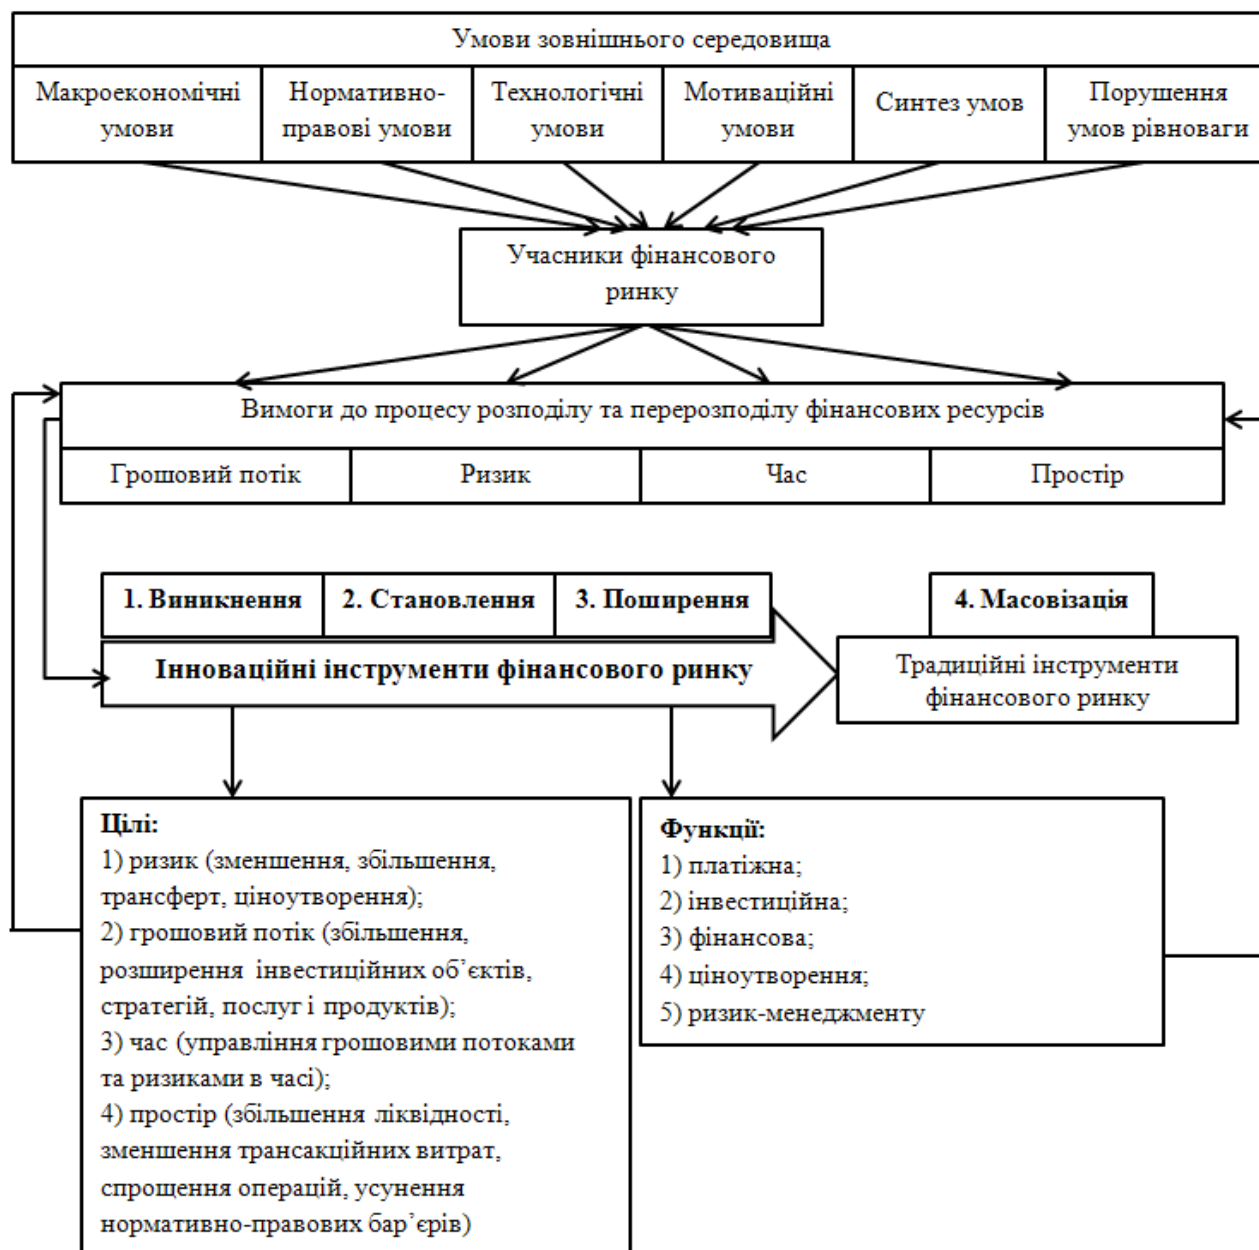 Умови зовнішнього середовища
Макроекономічні
умови
Нормативно-
правові умови
Технологічні
умови
Мотиваційні
умови
Синтез умов
Порушення
умов рівноваги
Учасники фінансового
ринку
Вимоги до процесу розподілу та перерозподілу фінансових ресурсів
Грошовий потік
Ризик
Час
Простір
1. Виникнення
2. Становлення
3. Поширення
4. Масовізація
Інноваційні інструменти фінансового ринку
Традиційні інструменти
фінансового ринку
Цілі:
1) ризик (зменшення, збільшення,
трансферт, ціноутворення);
2) грошовий потік (збільшення,
розширення інвестиційних об’єктів,
стратегій, послуг і продуктів);
3) час (управління грошовими потоками
та ризиками в часі);
4) простір (збільшення ліквідності,
зменшення трансакційних витрат,
спрощення операцій, усунення
нормативно-правових бар’єрів)
Функції:
1) платіжна;
2) інвестиційна;
3) фінансова;
4) ціноутворення;
5) ризик-менеджменту